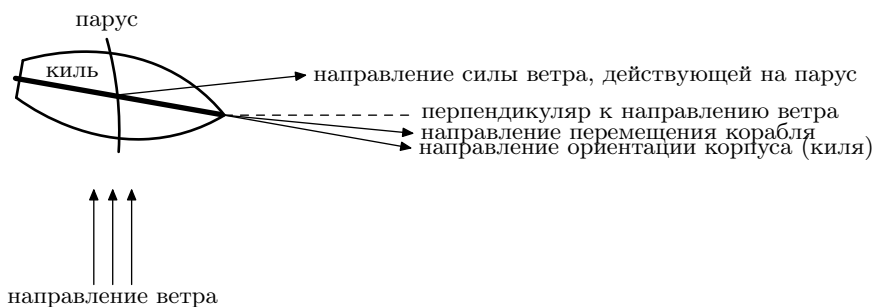 парус
киль
направление силы ветра, действующей на парус
перпендикуляр к направлению ветра
направление перемещения корабля
направление ориентации корпуса (киля)
направление ветра